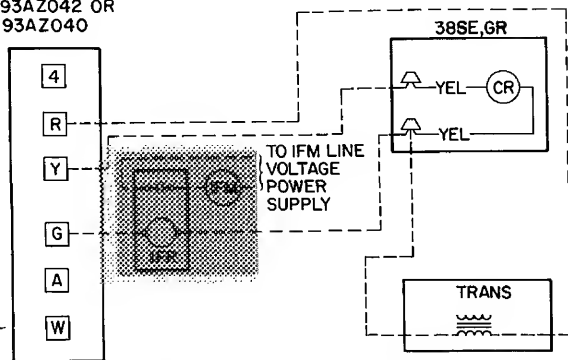 93AZ042 OR
93AZ040
38SE,GR
4
YEL
CR
R
YEL
TO IFM LINE
VOLTAGE
POWER
SUPPLY
Y
IFM
G
IFR
A
TRANS
W